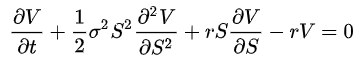 ∂V/∂t + 1/2 σ²S² ∂²V/∂S² + rS ∂V/∂S − rV = 0